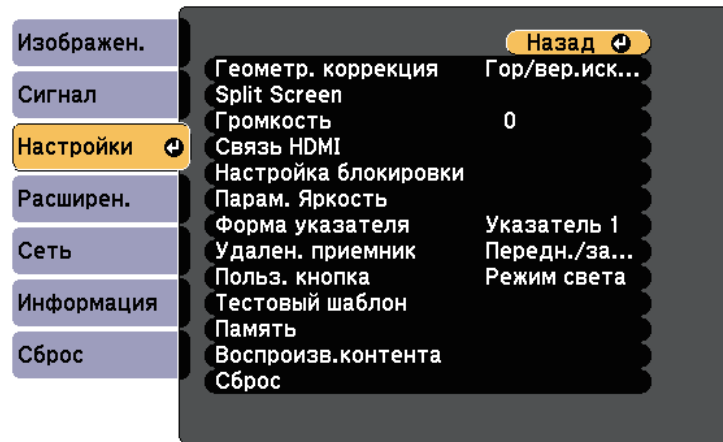 Изображен.
Сигнал
Настройки
Расширен.
Сеть
Информация
Сброс
Назад
Геометр. коррекция Гор/вер.иск...
Split Screen
Громкость 0
Связь HDMI
Настройка блокировки
Парам. Яркость
Форма указателя Указатель 1
Удален. приемник Передн./за...
Польз. кнопка Режим света
Тестовый шаблон
Память
Воспроизв.контента
Сброс